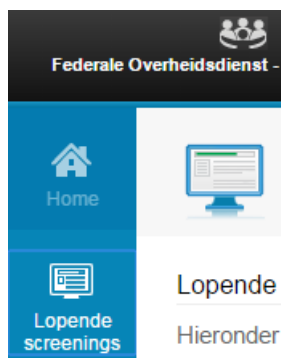 Federale Overheidsdienst -
Home
Lopende
screenings
Lopende
Hieronder